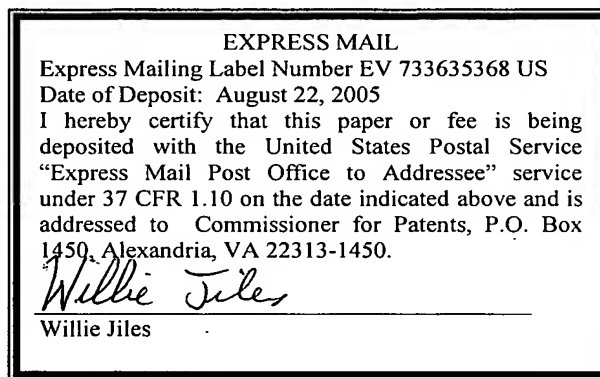 EXPRESS MAIL
Express Mailing Label Number EV 733635368 US
Date of Deposit: August 22, 2005
I hereby certify that this paper or fee is being
deposited with the United States Postal Service
"Express Mail Post Office to Addressee" service
under 37 CFR 1.10 on the date indicated above and is
addressed to Commissioner for Patents, P.O. Box
1450, Alexandria, VA 22313-1450.
Willie Jiles
Willie Jiles